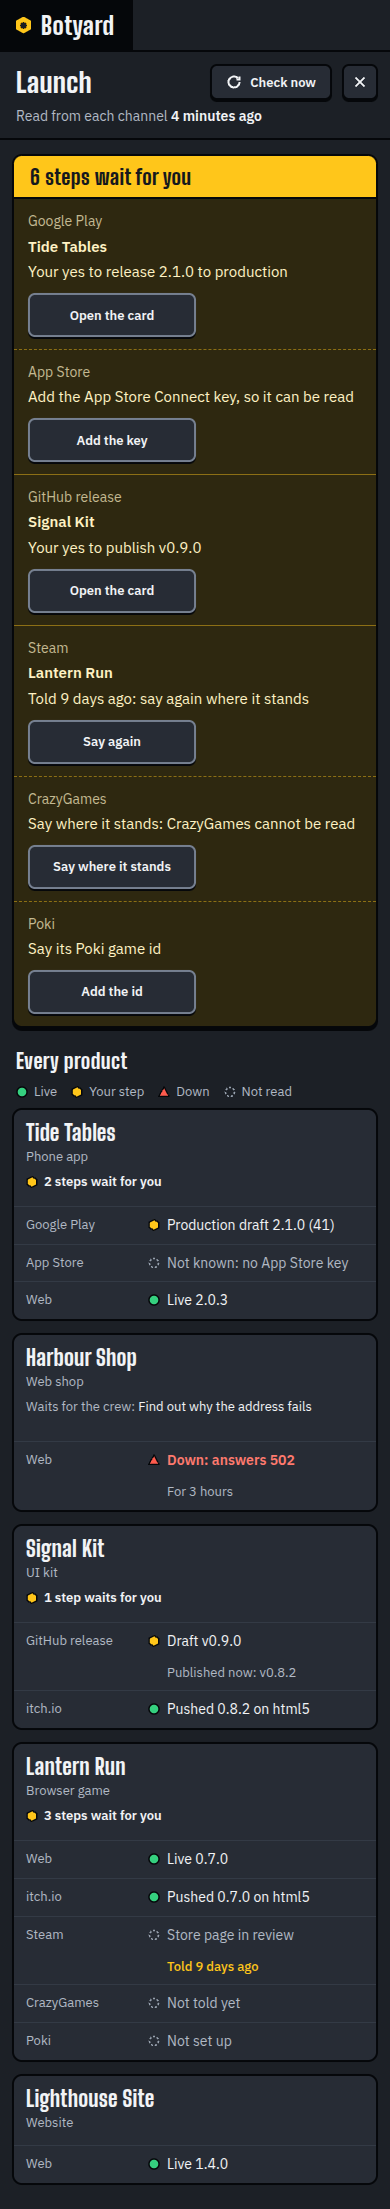 Botyard
Launch
Check now
Read from each channel 4 minutes ago
6 steps wait for you
Google Play
Tide Tables
Your yes to release 2.1.0 to production
Open the card
App Store
Add the App Store Connect key, so it can be read
Add the key
GitHub release
Signal Kit
Your yes to publish v0.9.0
Open the card
Steam
Lantern Run
Told 9 days ago: say again where it stands
Say again
CrazyGames
Say where it stands: CrazyGames cannot be read
Say where it stands
Poki
Say its Poki game id
Add the id
Every product
Live Your step Down Not read
Tide Tables
Phone app
2 steps wait for you
Google Play Production draft 2.1.0 (41)
App Store Not known: no App Store key
Web Live 2.0.3
Harbour Shop
Web shop
Waits for the crew: Find out why the address fails
Web Down: answers 502
For 3 hours
Signal Kit
UI kit
1 step waits for you
GitHub release Draft v0.9.0
Published now: v0.8.2
itch.io Pushed 0.8.2 on html5
Lantern Run
Browser game
3 steps wait for you
Web Live 0.7.0
itch.io Pushed 0.7.0 on html5
Steam Store page in review
Told 9 days ago
CrazyGames Not told yet
Poki Not set up
Lighthouse Site
Website
Web Live 1.4.0